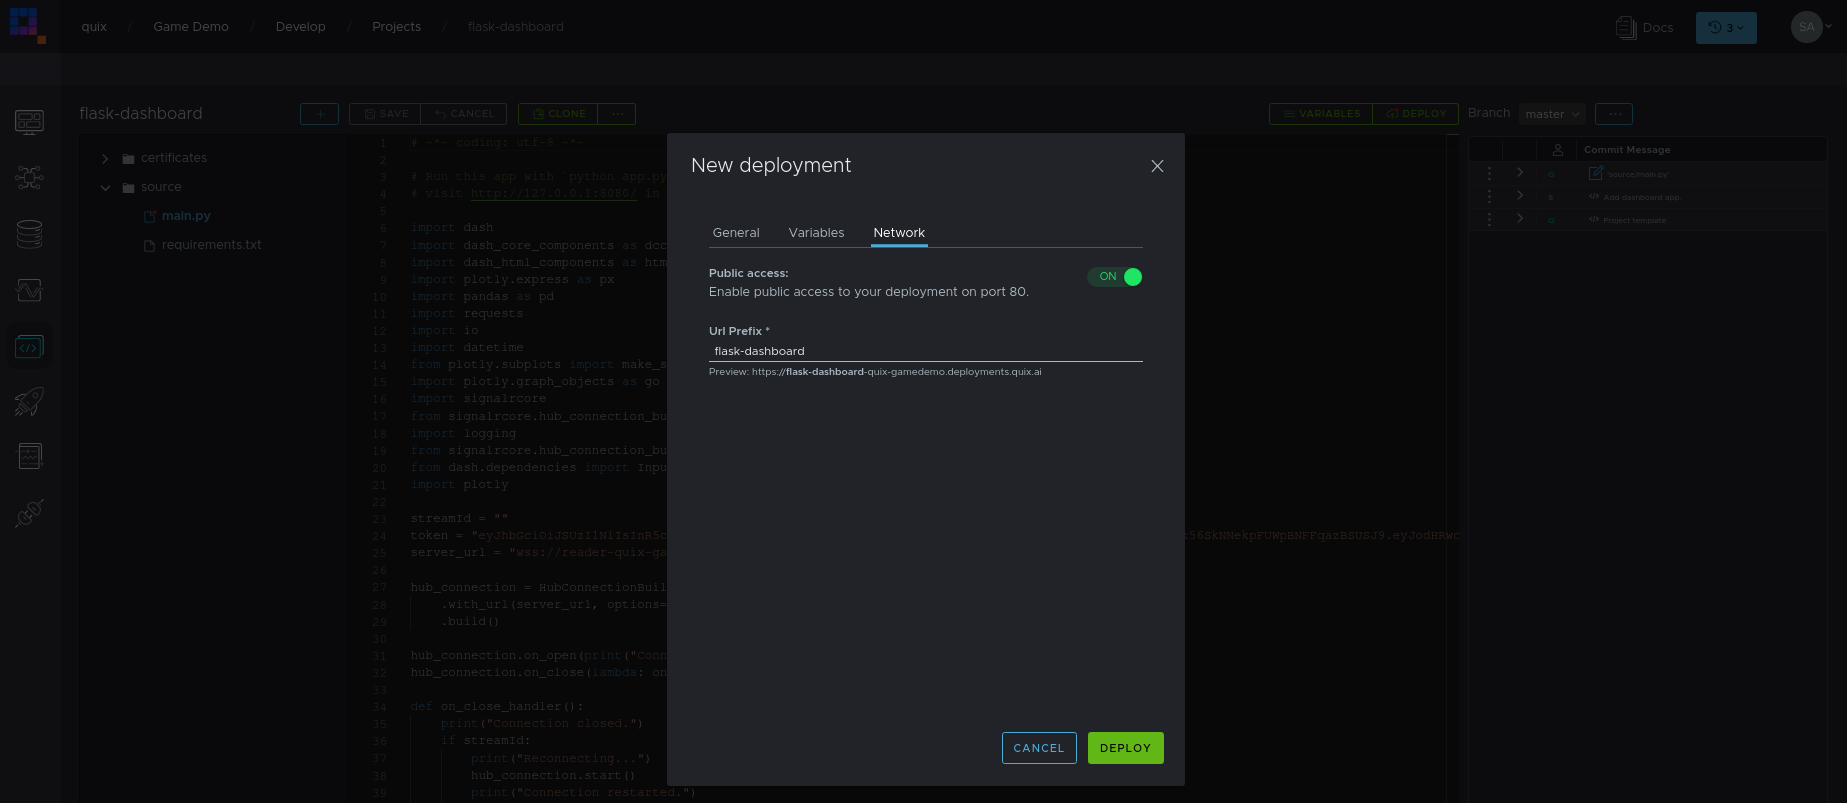 quix / Game Demo / Develop / Projects / flask-dashboard
Docs
3
SA
flask-dashboard
+
SAVE
CANCEL
CLONE
...
VARIABLES
DEPLOY
Branch
master
...
certificates
source
main.py
requirements.txt
1 # -*- coding: utf-8 -*-
2
3 # Run this app with `python app.py
4 # visit http://127.0.0.1:8080/ in
5
6 import dash
7 import dash_core_components as dcc
8 import dash_html_components as htm
9 import plotly.express as px
10 import pandas as pd
11 import requests
12 import io
13 import datetime
14 from plotly.subplots import make_s
15 import plotly.graph_objects as go
16 import signalrcore
17 from signalrcore.hub_connection_bu
18 import logging
19 from signalrcore.hub_connection_bu
20 from dash.dependencies import Inpu
21 import plotly
22
23 streamId = ""
24 token =
25 server_url = "wss://reader-quix-ga
26
27 hub_connection = HubConnectionBuil
28 .with_url(server_url, options=
29 .build()
30
31 hub_connection.on_open(print("Conn
32 hub_connection.on_close(lambda: on
33
34 def on_close_handler():
35 print("Connection closed.")
36 if streamId:
37 print("Reconnecting...")
38 hub_connection.start()
39 print("Connection restarted.")
New deployment
General
Variables
Network
Public access:
ON
Enable public access to your deployment on port 80.
Url Prefix *
flask-dashboard
Preview: https://flask-dashboard-quix-gamedemo.deployments.quix.ai
CANCEL
DEPLOY
Commit Message
'source/main.py'
Add dashboard app.
Project template